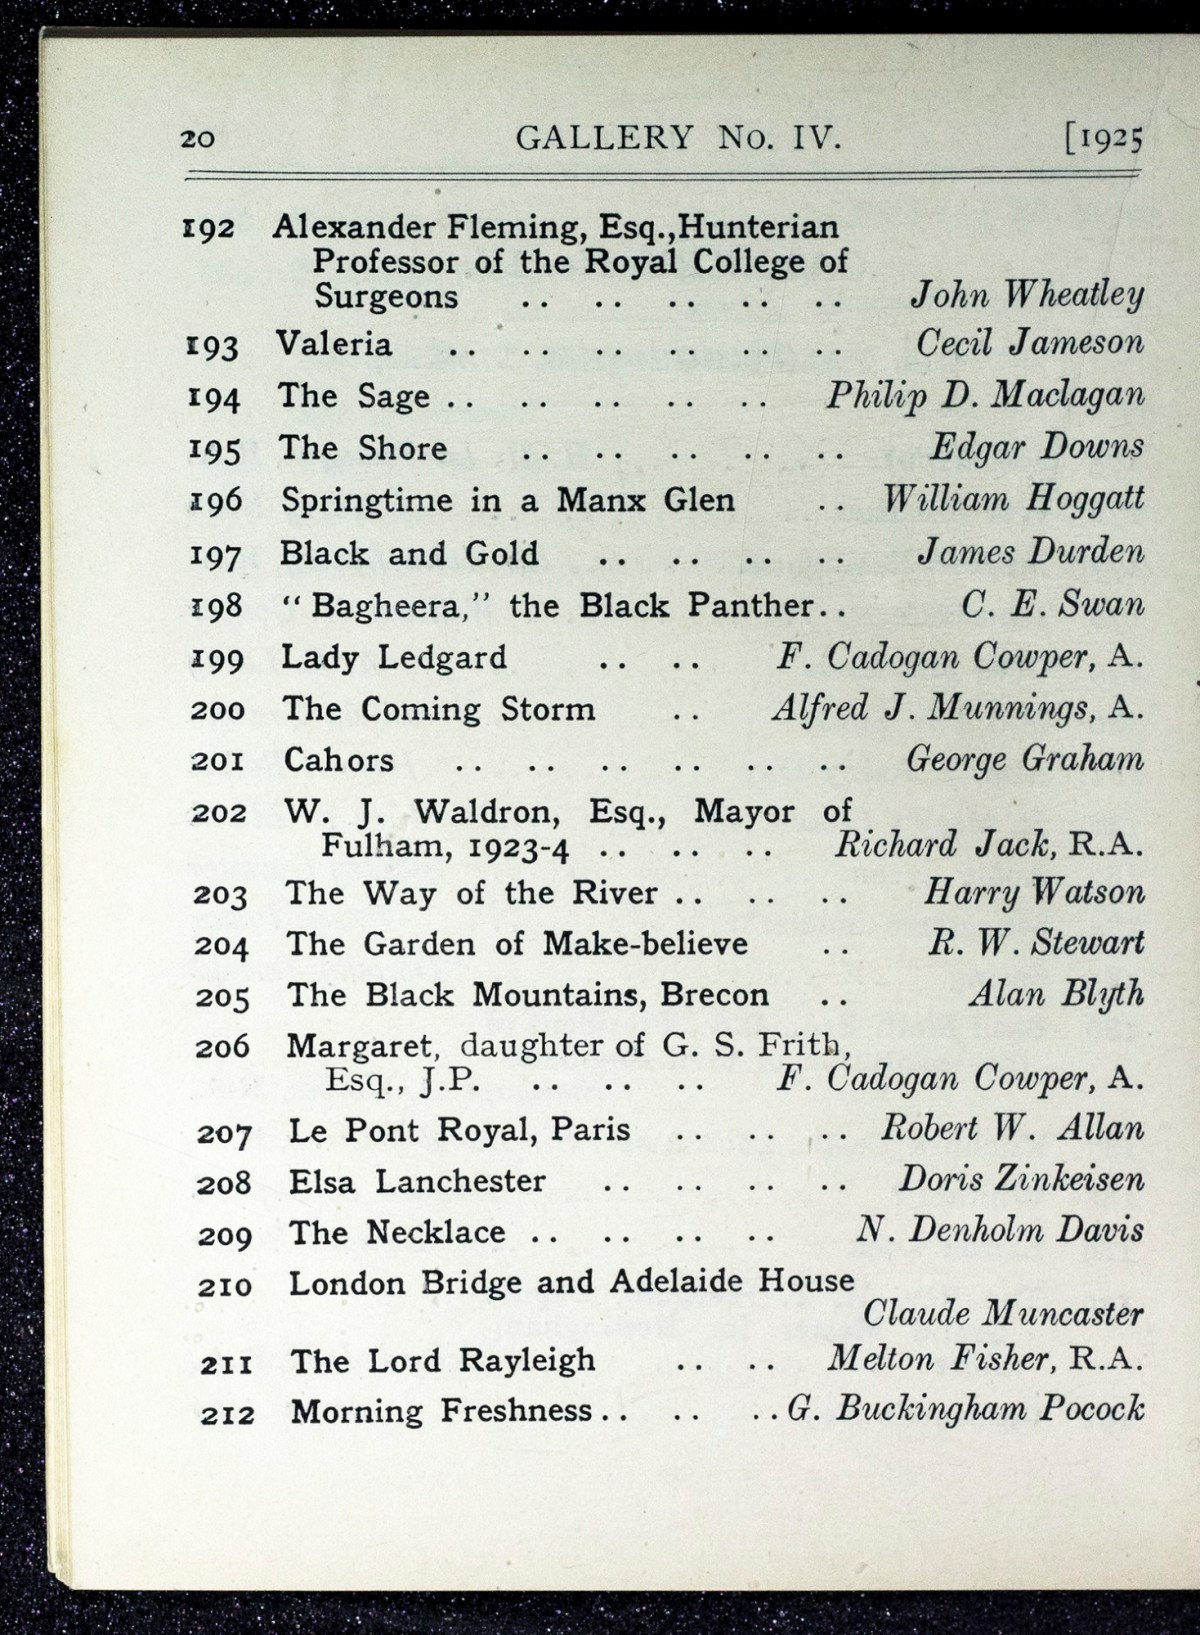 20 GALLERY No. IV. [1925
192 Alexander Fleming, Esq.,Hunterian
Professor of the Royal College of
Surgeons .. .. .. .. .. John Wheatley
193 Valeria .. .. .. .. .. .. Cecil Jameson
194 The Sage .. .. .. .. .. Philip D. Maclagan
195 The Shore .. .. .. .. .. Edgar Downs
196 Springtime in a Manx Glen .. William Hoggatt
197 Black and Gold .. .. .. .. James Durden
198 “Bagheera,” the Black Panther.. C. E. Swan
199 Lady Ledgard .. .. F. Cadogan Cowper, A.
200 The Coming Storm .. Alfred J. Munnings, A.
201 Cahors .. .. .. .. .. .. George Graham
202 W. J. Waldron, Esq., Mayor of
Fulham, 1923-4 .. .. .. Richard Jack, R.A.
203 The Way of the River .. .. .. Harry Watson
204 The Garden of Make-believe .. R. W. Stewart
205 The Black Mountains, Brecon .. Alan Blyth
206 Margaret, daughter of G. S. Frith,
Esq., J.P. .. .. .. F. Cadogan Cowper, A.
207 Le Pont Royal, Paris .. .. .. Robert W. Allan
208 Elsa Lanchester .. .. .. .. Doris Zinkeisen
209 The Necklace .. .. .. .. N. Denholm Davis
210 London Bridge and Adelaide House
Claude Muncaster
211 The Lord Rayleigh .. .. Melton Fisher, R.A.
212 Morning Freshness .. .. .. G. Buckingham Pocock